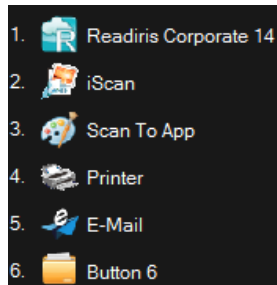 1. Readiris Corporate 14
2. iScan
3. Scan To App
4. Printer
5. E-Mail
6. Button 6